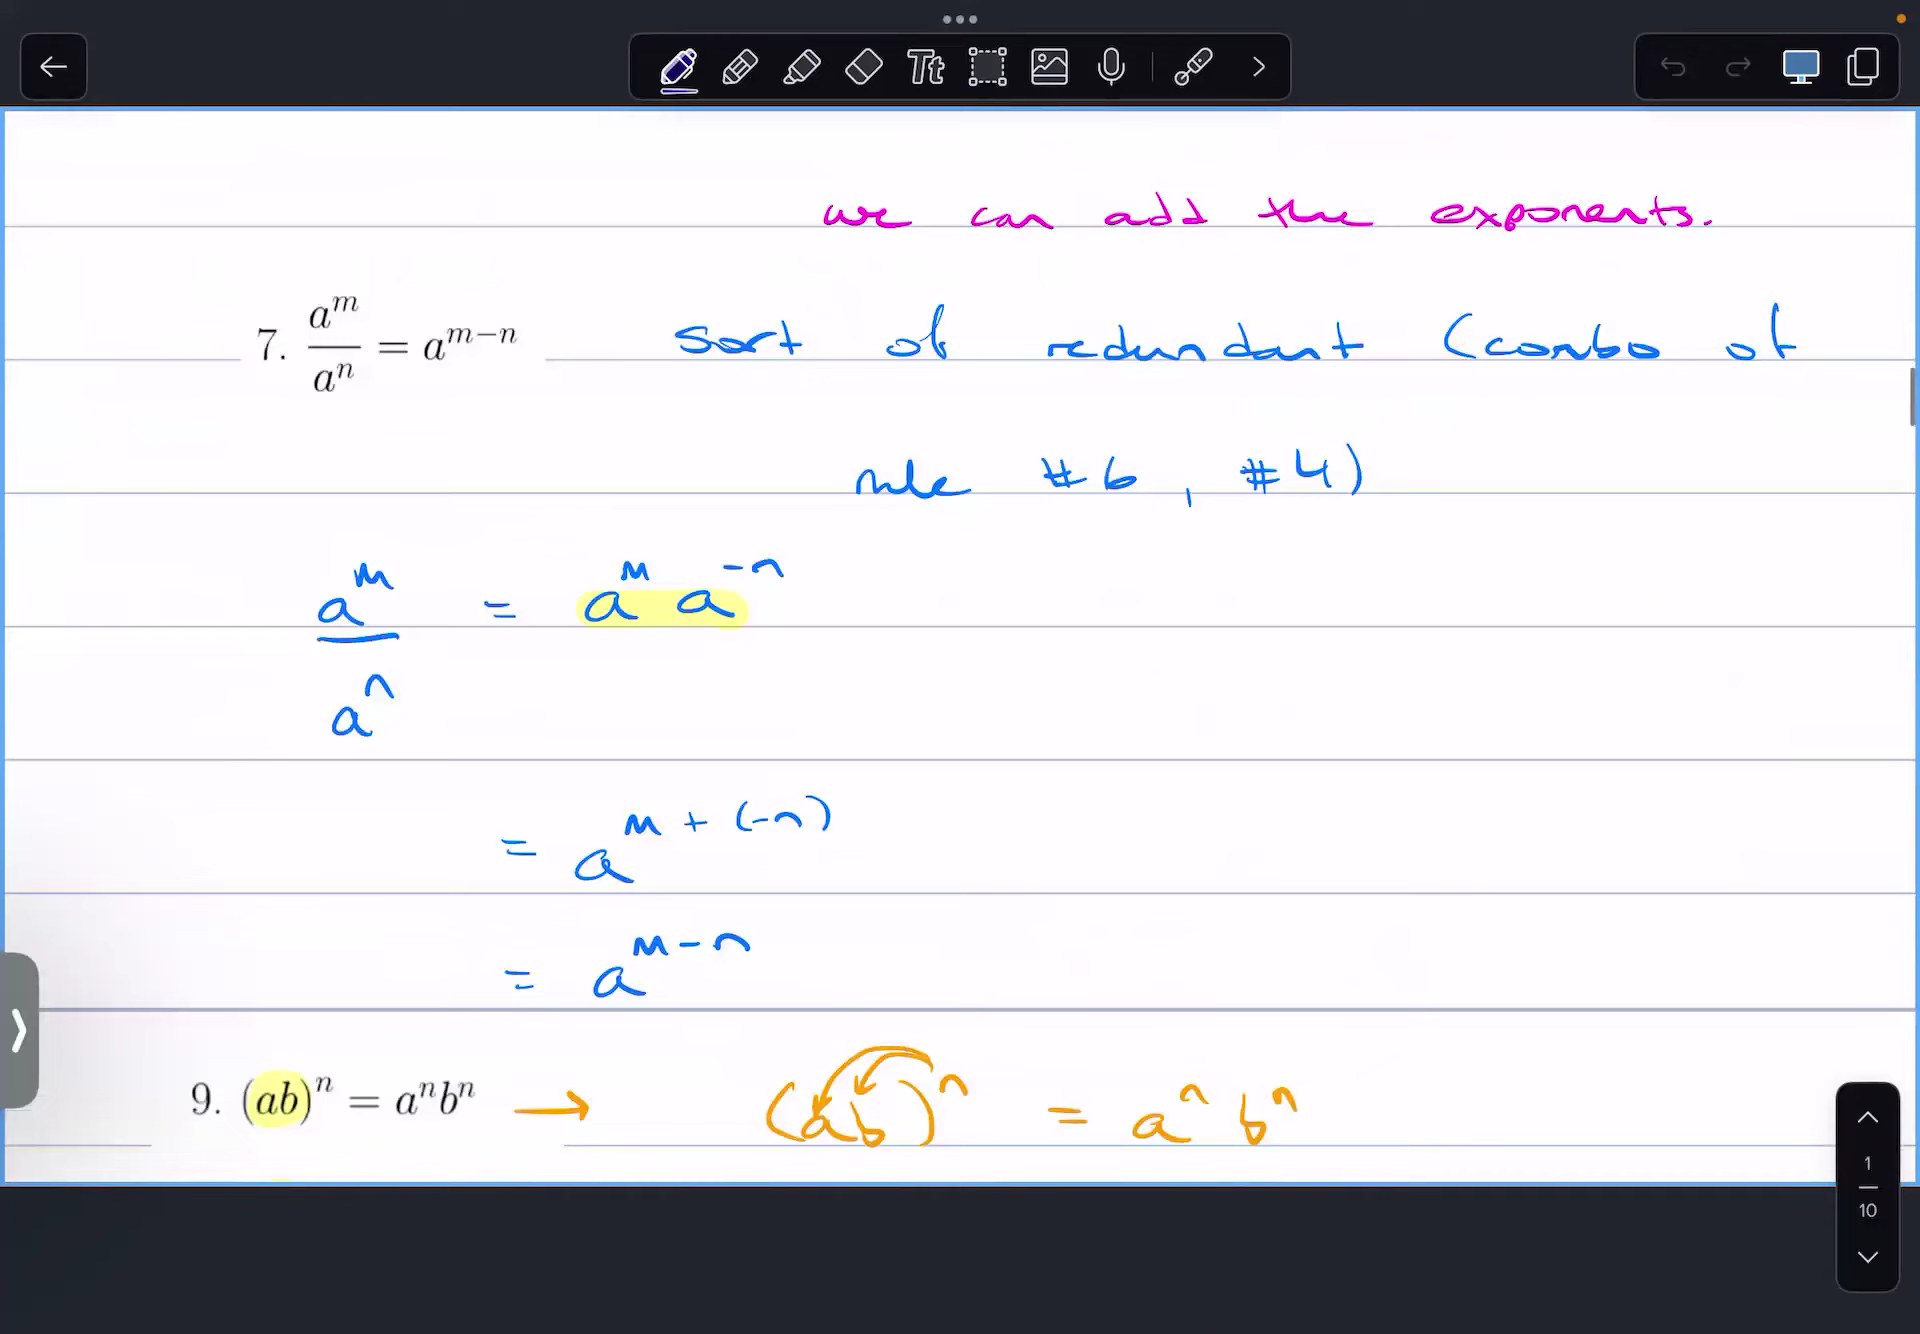 Tt
we can add the exponents.
7. a^m / a^n = a^{m-n} sort of redundant (combo of
rule #6, #4)
a^m / a^n = a^m a^{-n}
= a^{m + (-n)}
= a^{m-n}
9. (ab)^n = a^n b^n → (ab)^n = a^n b^n
1
10